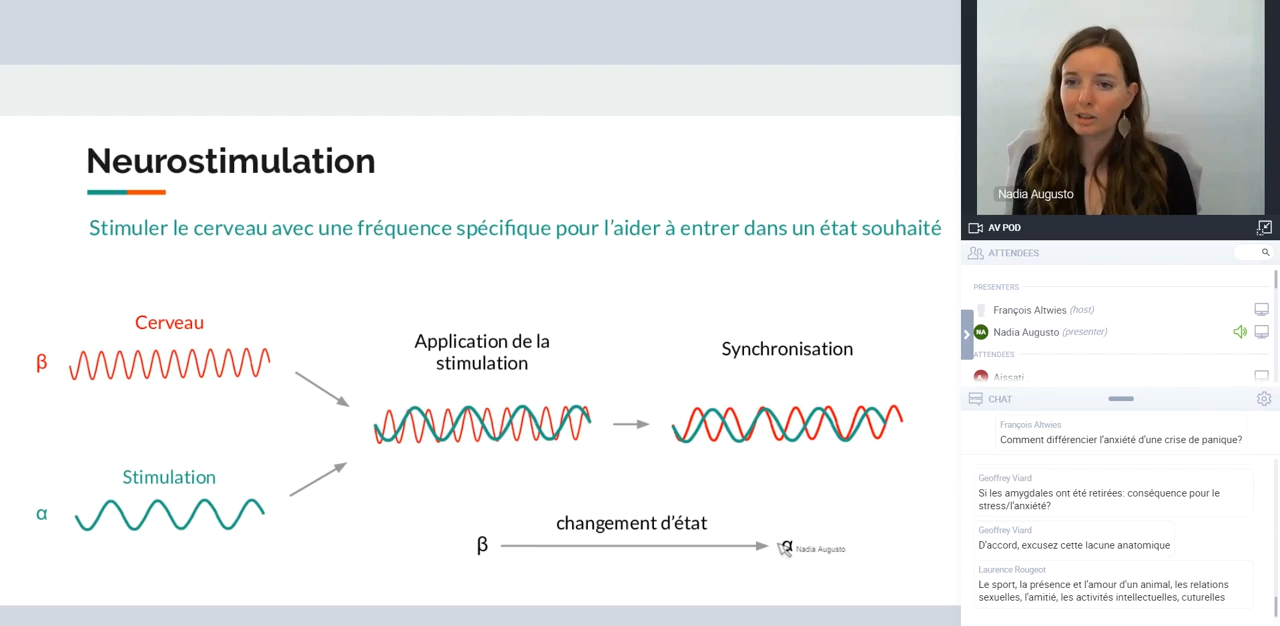 Neurostimulation
Stimuler le cerveau avec une fréquence spécifique pour l'aider à entrer dans un état souhaité
Cerveau
β
Stimulation
α
Application de la
stimulation
Synchronisation
changement d'état
β
α
Nadia Augusto
Nadia Augusto
AV POD
ATTENDEES
PRESENTERS
François Altwies (host)
NA
Nadia Augusto (presenter)
ATTENDEES
Aissati
CHAT
François Altwies
Comment différencier l'anxiété d'une crise de panique?
Geoffrey Viard
Si les amygdales ont été retirées: conséquence pour le
stress/l'anxiété?
Geoffrey Viard
D'accord, excusez cette lacune anatomique
Laurence Rougeot
Le sport, la présence et l'amour d'un animal, les relations
sexuelles, l'amitié, les activités intellectuelles, cuturelles